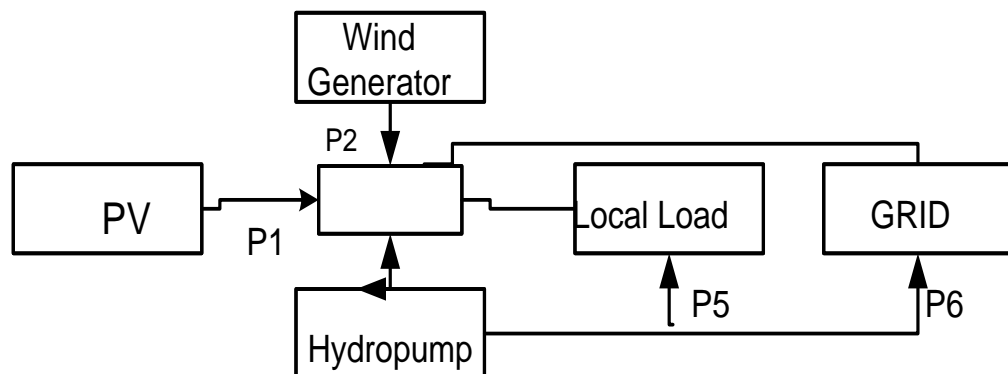 Wind
Generator
P2
PV
P1
Local Load
GRID
P5
P6
Hydropump